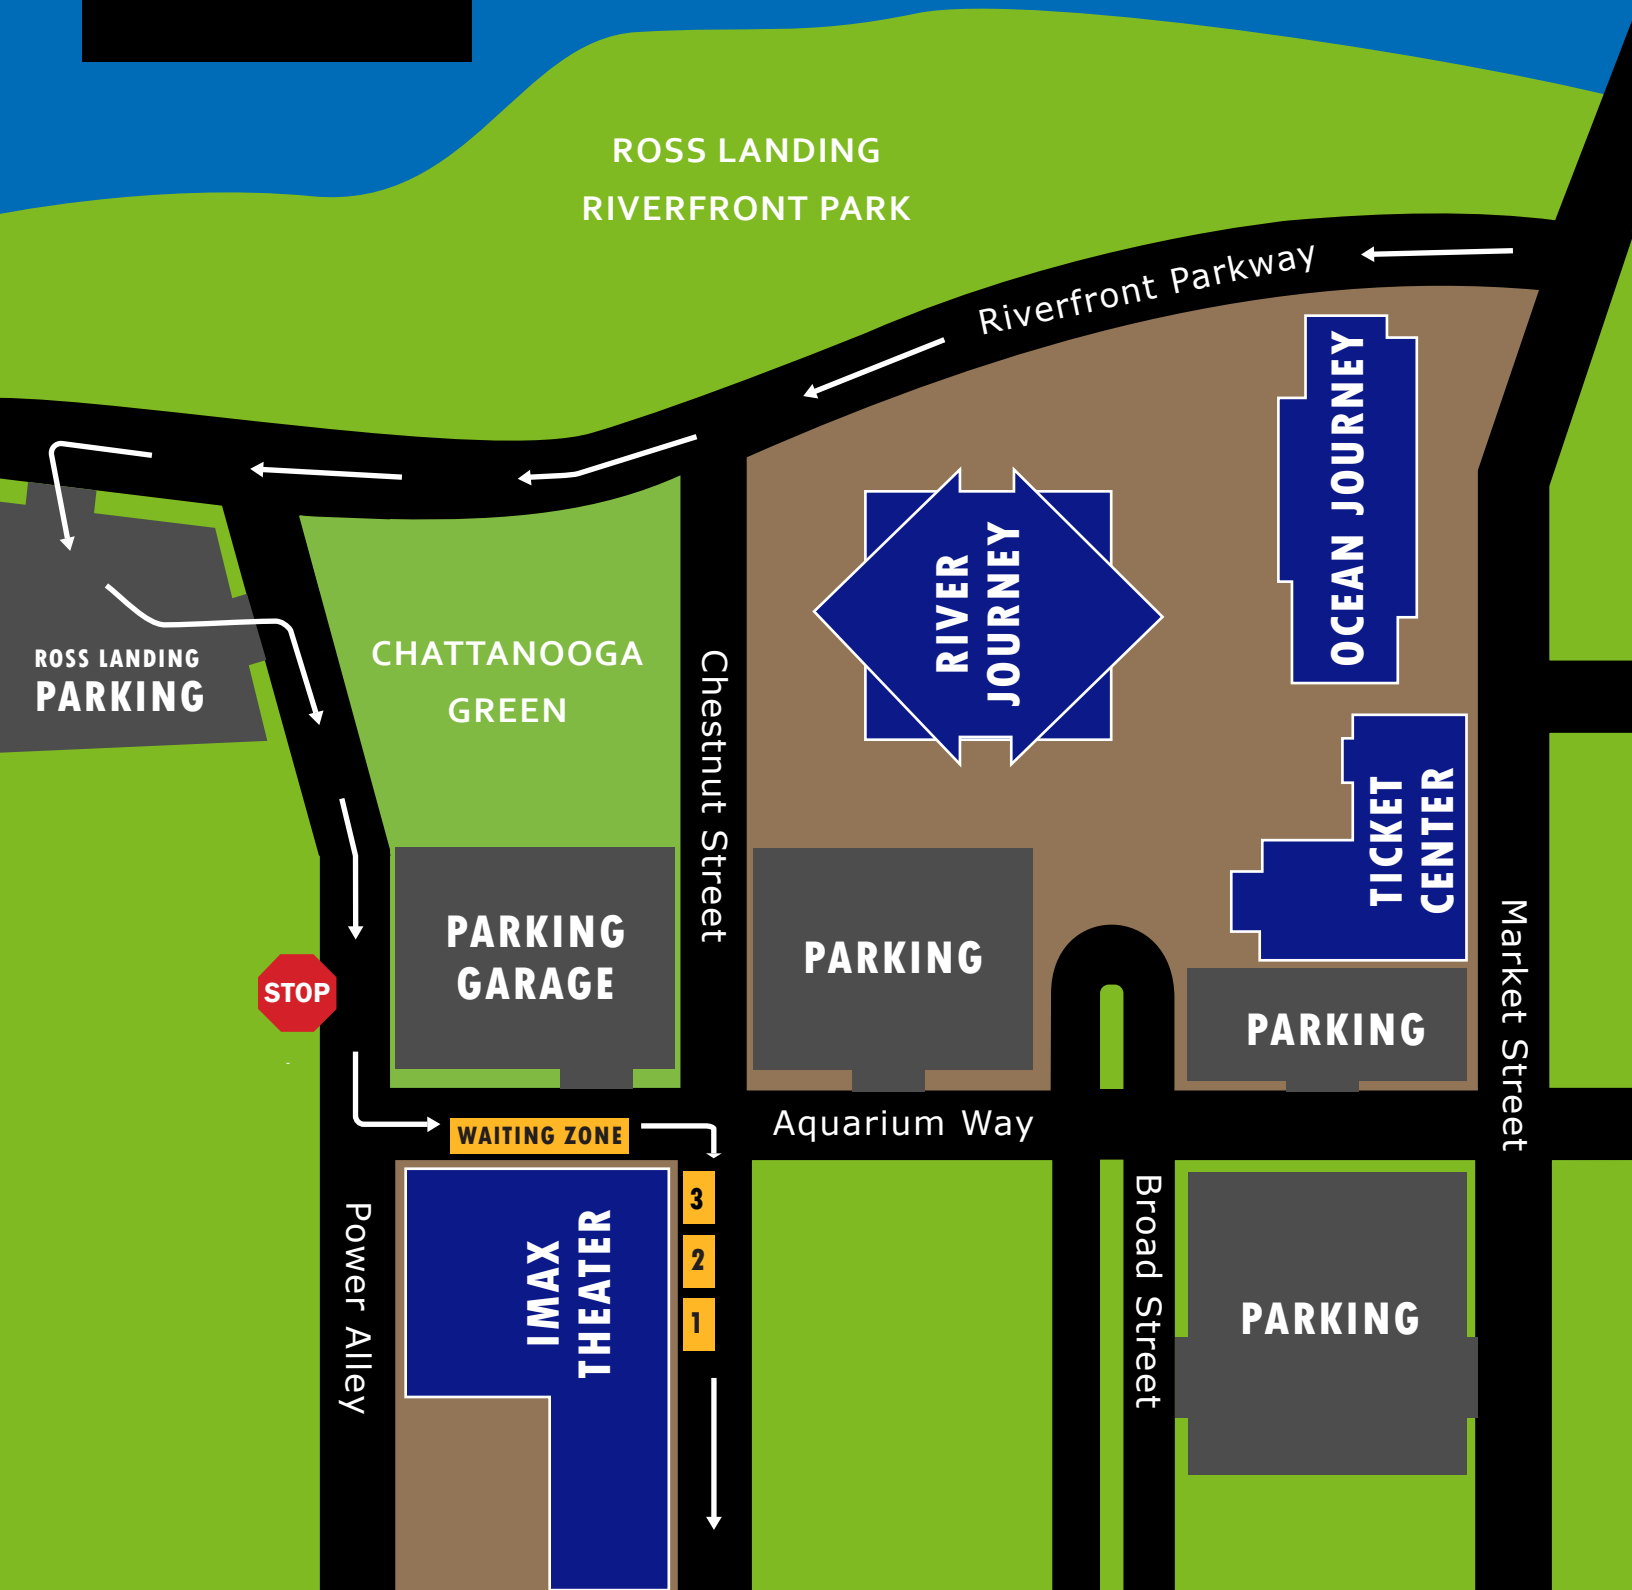 ROSS LANDING
RIVERFRONT PARK
Riverfront Parkway
OCEAN JOURNEY
RIVER
JOURNEY
ROSS LANDING
PARKING
CHATTANOOGA
GREEN
Chestnut Street
TICKET
CENTER
PARKING
GARAGE
PARKING
STOP
PARKING
Market Street
Aquarium Way
WAITING ZONE
3
2
1
IMAX
THEATER
Power Alley
Broad Street
PARKING